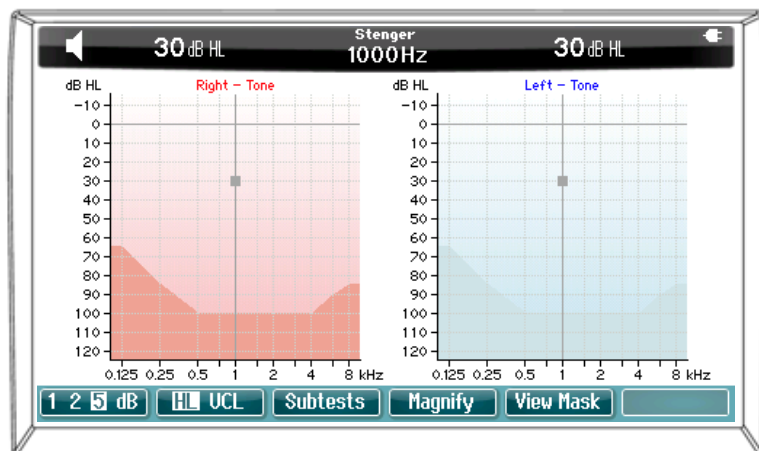 Stenger
30 dB HL 1000Hz 30 dB HL
dB HL Right - Tone dB HL Left - Tone
-10 -10
0 0
10 10
20 20
30 30
40 40
50 50
60 60
70 70
80 80
90 90
100 100
110 110
120 120
0.125 0.25 0.5 1 2 4 8 kHz 0.125 0.25 0.5 1 2 4 8 kHz
1 2 5 dB HL UCL Subtests Magnify View Mask